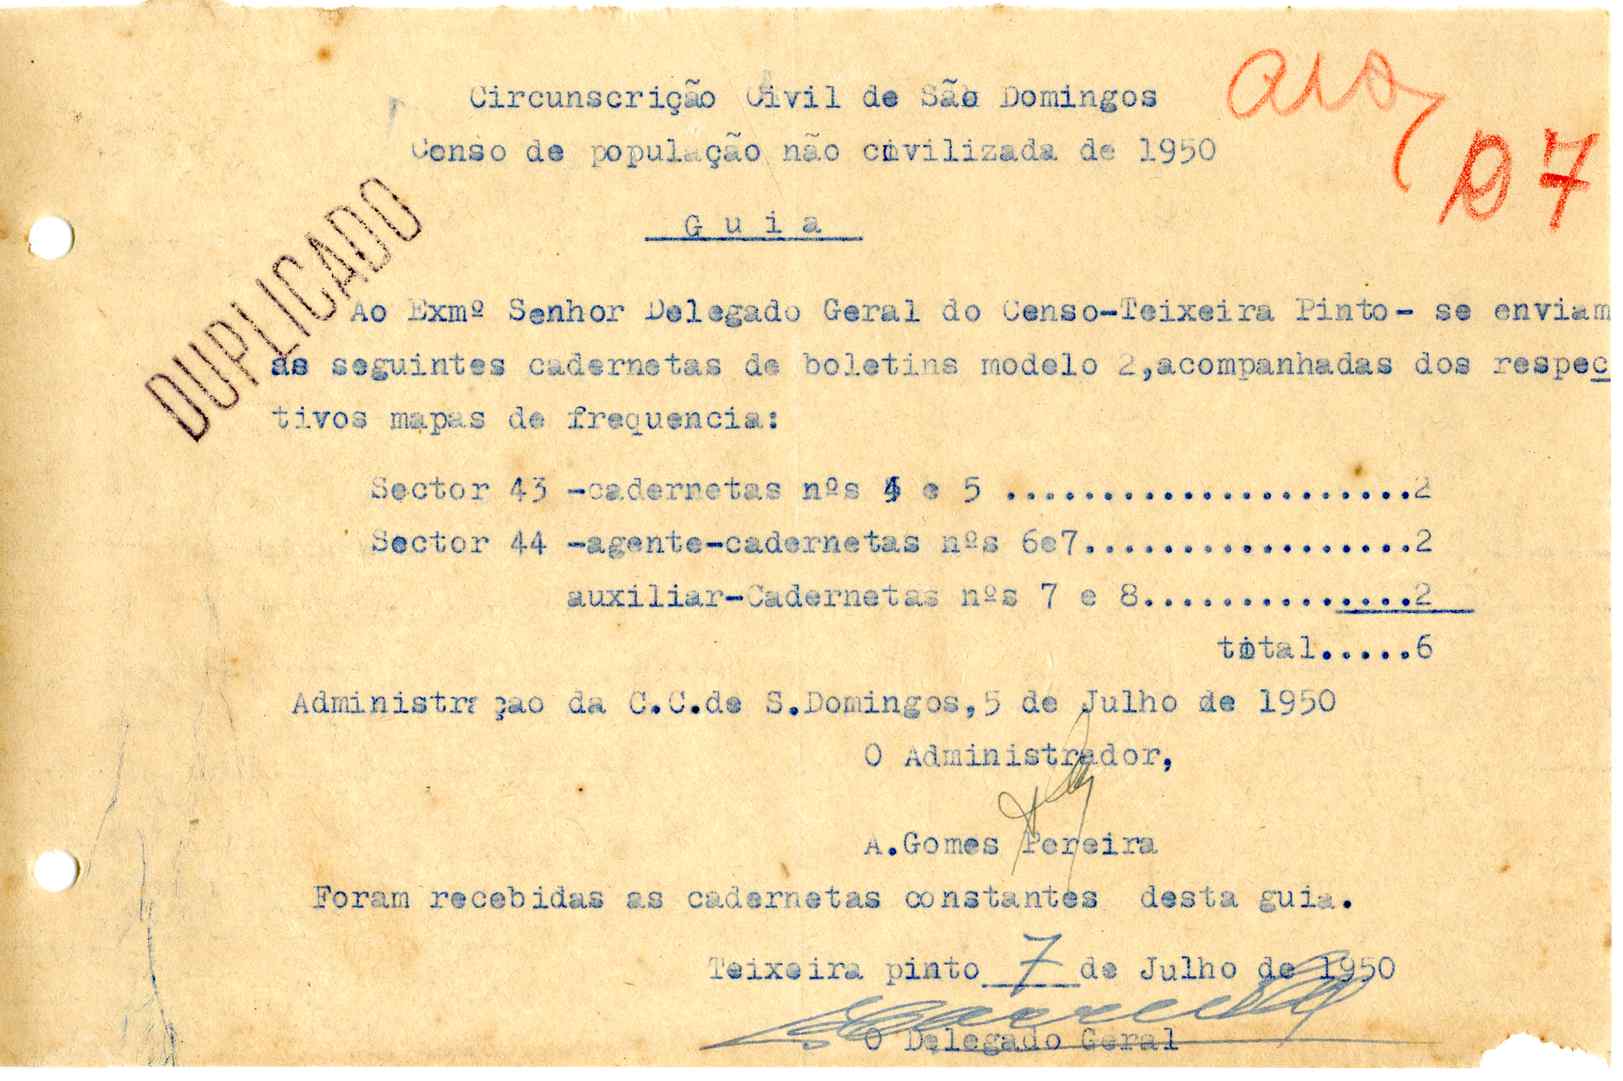 Circunscrição Civil de São Domingos
Censo de população não civilizada de 1950
97
G u i a
DUPLICADO
Ao Exmº Senhor Delegado Geral do Censo-Teixeira Pinto- se enviam
as seguintes cadernetas de boletins modelo 2,acompanhadas dos respec
tivos mapas de frequencia:
Sector 43 -cadernetas nºs 4 e 5 .....................2
Sector 44 -agente-cadernetas nºs 6e7.................2
auxiliar-Cadernetas nºs 7 e 8..............2
total.....6
Administraçao da C.C.de S.Domingos,5 de Julho de 1950
O Administrador,
A.Gomes Pereira
Foram recebidas as cadernetas constantes desta guia.
Teixeira pinto 7 de Julho de 1950
O Delegado Geral